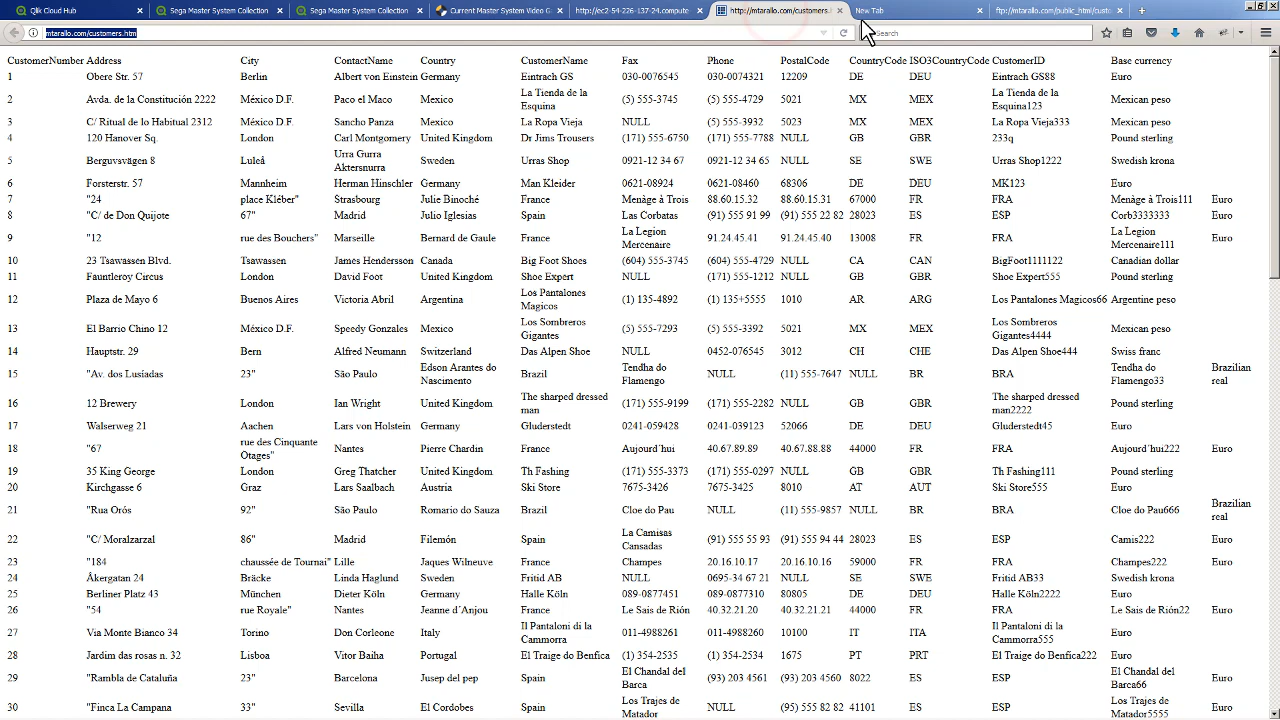 Qlik Cloud Hub Sega Master System Collection Sega Master System Collection Current Master System Video G http://ec2-54-226-137-24.compute http://mtarallo.com/customers. New Tab ftp://mtarallo.com/public_html/custo
http://mtarallo.com/customers.htm Search
CustomerNumber Address City ContactName Country CustomerName Fax Phone PostalCode CountryCode ISO3CountryCode CustomerID Base currency
1 Obere Str. 57 Berlin Albert von Einstein Germany Eintrach GS 030-0076545 030-0074321 12209 DE DEU Eintrach GS88 Euro
2 Avda. de la Constitución 2222 México D.F. Paco el Maco Mexico La Tienda de la Esquina (5) 555-3745 (5) 555-4729 5021 MX MEX La Tienda de la Esquina123 Mexican peso
3 C/ Ritual de lo Habitual 2312 México D.F. Sancho Panza Mexico La Ropa Vieja NULL (5) 555-3932 5023 MX MEX La Ropa Vieja333 Mexican peso
4 120 Hanover Sq. London Carl Montgomery United Kingdom Dr Jims Trousers (171) 555-6750 (171) 555-7788 NULL GB GBR 233q Pound sterling
5 Berguvsvägen 8 Luleå Urra Gurra Aktersnurra Sweden Urras Shop 0921-12 34 67 0921-12 34 65 NULL SE SWE Urras Shop1222 Swedish krona
6 Forsterstr. 57 Mannheim Herman Hinschler Germany Man Kleider 0621-08924 0621-08460 68306 DE DEU MK123 Euro
7 "24 place Kléber" Strasbourg Julie Binoché France Menàge à Trois 88.60.15.32 88.60.15.31 67000 FR FRA Menàge à Trois111 Euro
8 "C/ de Don Quijote 67" Madrid Julio Iglesias Spain Las Corbatas (91) 555 91 99 (91) 555 22 82 28023 ES ESP Corb3333333 Euro
9 "12 rue des Bouchers" Marseille Bernard de Gaule France La Legion Mercenaire 91.24.45.41 91.24.45.40 13008 FR FRA La Legion Mercenaire111 Euro
10 23 Tsawassen Blvd. Tsawassen James Hendersson Canada Big Foot Shoes (604) 555-3745 (604) 555-4729 NULL CA CAN BigFoot1111122 Canadian dollar
11 Fauntleroy Circus London David Foot United Kingdom Shoe Expert NULL (171) 555-1212 NULL GB GBR Shoe Expert555 Pound sterling
12 Plaza de Mayo 6 Buenos Aires Victoria Abril Argentina Los Pantalones Magicos (1) 135-4892 (1) 135+5555 1010 AR ARG Los Pantalones Magicos66 Argentine peso
13 El Barrio Chino 12 México D.F. Speedy Gonzales Mexico Los Sombreros Gigantes (5) 555-7293 (5) 555-3392 5021 MX MEX Los Sombreros Gigantes4444 Mexican peso
14 Hauptstr. 29 Bern Alfred Neumann Switzerland Das Alpen Shoe NULL 0452-076545 3012 CH CHE Das Alpen Shoe444 Swiss franc
15 "Av. dos Lusíadas 23" São Paulo Edson Arantes do Nascimento Brazil Tendha do Flamengo NULL (11) 555-7647 NULL BR BRA Tendha do Flamengo33 Brazilian real
16 12 Brewery London Ian Wright United Kingdom The sharped dressed man (171) 555-9199 (171) 555-2282 NULL GB GBR The sharped dressed man2222 Pound sterling
17 Walserweg 21 Aachen Lars von Holstein Germany Gluderstedt 0241-059428 0241-039123 52066 DE DEU Gluderstedt45 Euro
18 "67 rue des Cinquante Otages" Nantes Pierre Chardin France Aujourd´hui 40.67.89.89 40.67.88.88 44000 FR FRA Aujourd´hui222 Euro
19 35 King George London Greg Thatcher United Kingdom Th Fashing (171) 555-3373 (171) 555-0297 NULL GB GBR Th Fashing111 Pound sterling
20 Kirchgasse 6 Graz Lars Saalbach Austria Ski Store 7675-3426 7675-3425 8010 AT AUT Ski Store555 Euro
21 "Rua Orós 92" São Paulo Romario do Sauza Brazil Cloe do Pau NULL (11) 555-9857 NULL BR BRA Cloe do Pau666 Brazilian real
22 "C/ Moralzarzal 86" Madrid Filemón Spain La Camisas Cansadas (91) 555 55 93 (91) 555 94 44 28023 ES ESP Camis222 Euro
23 "184 chaussée de Tournai" Lille Jaques Wilneuve France Champes 20.16.10.17 20.16.10.16 59000 FR FRA Champes222 Euro
24 Åkergatan 24 Bräcke Linda Haglund Sweden Fritid AB NULL 0695-34 67 21 NULL SE SWE Fritid AB33 Swedish krona
25 Berliner Platz 43 München Dieter Köln Germany Halle Köln 089-0877451 089-0877310 80805 DE DEU Halle Köln2222 Euro
26 "54 rue Royale" Nantes Jeanne d´Anjou France Le Sais de Rión 40.32.21.20 40.32.21.21 44000 FR FRA Le Sais de Rión22 Euro
27 Via Monte Bianco 34 Torino Don Corleone Italy Il Pantaloni di la Cammorra 011-4988261 011-4988260 10100 IT ITA Il Pantaloni di la Cammorra555 Euro
28 Jardim das rosas n. 32 Lisboa Vitor Baiha Portugal El Traige do Benfica (1) 354-2535 (1) 354-2534 1675 PT PRT El Traige do Benfica222 Euro
29 "Rambla de Cataluña 23" Barcelona Jusep del pep Spain El Chandal del Barca (93) 203 4561 (93) 203 4560 8022 ES ESP El Chandal del Barca66 Euro
30 "Finca La Campana 33" Sevilla El Cordobes Spain Los Trajes de Matador NULL (95) 555 82 82 41101 ES ESP Los Trajes de Matador5555 Euro